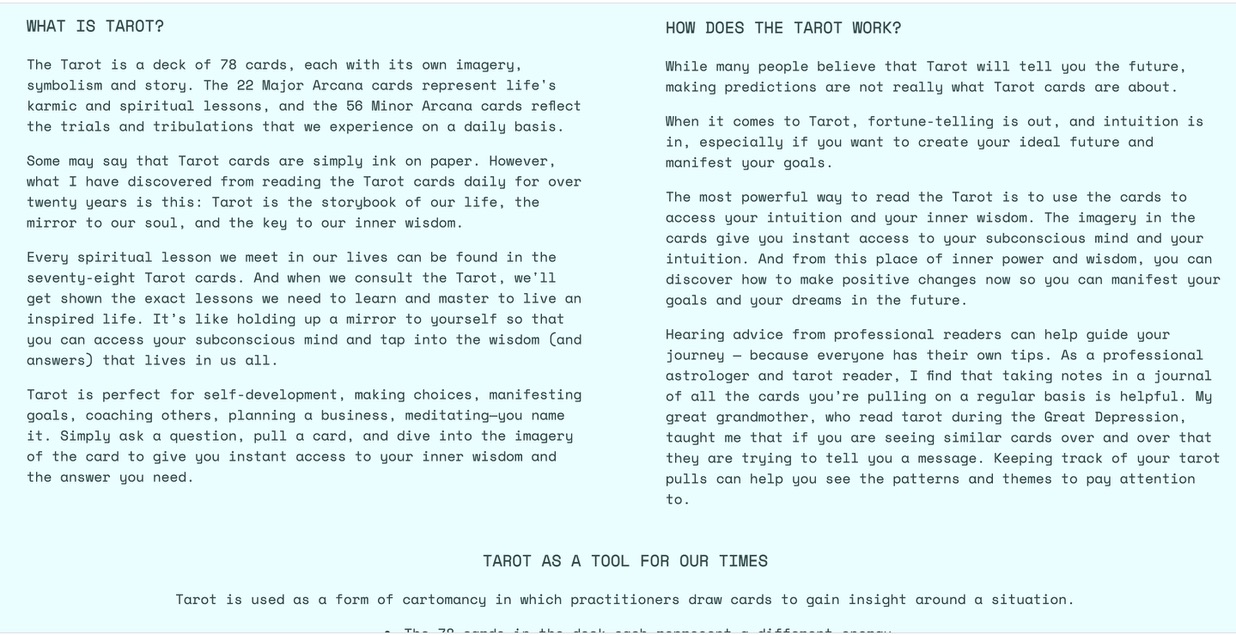 WHAT IS TAROT?
The Tarot is a deck of 78 cards, each with its own imagery,
symbolism and story. The 22 Major Arcana cards represent life's
karmic and spiritual lessons, and the 56 Minor Arcana cards reflect
the trials and tribulations that we experience on a daily basis.
Some may say that Tarot cards are simply ink on paper. However,
what I have discovered from reading the Tarot cards daily for over
twenty years is this: Tarot is the storybook of our life, the
mirror to our soul, and the key to our inner wisdom.
Every spiritual lesson we meet in our lives can be found in the
seventy-eight Tarot cards. And when we consult the Tarot, we'll
get shown the exact lessons we need to learn and master to live an
inspired life. It's like holding up a mirror to yourself so that
you can access your subconscious mind and tap into the wisdom (and
answers) that lives in us all.
Tarot is perfect for self-development, making choices, manifesting
goals, coaching others, planning a business, meditating—you name
it. Simply ask a question, pull a card, and dive into the imagery
of the card to give you instant access to your inner wisdom and
the answer you need.
HOW DOES THE TAROT WORK?
While many people believe that Tarot will tell you the future,
making predictions are not really what Tarot cards are about.
When it comes to Tarot, fortune-telling is out, and intuition is
in, especially if you want to create your ideal future and
manifest your goals.
The most powerful way to read the Tarot is to use the cards to
access your intuition and your inner wisdom. The imagery in the
cards give you instant access to your subconscious mind and your
intuition. And from this place of inner power and wisdom, you can
discover how to make positive changes now so you can manifest your
goals and your dreams in the future.
Hearing advice from professional readers can help guide your
journey — because everyone has their own tips. As a professional
astrologer and tarot reader, I find that taking notes in a journal
of all the cards you're pulling on a regular basis is helpful. My
great grandmother, who read tarot during the Great Depression,
taught me that if you are seeing similar cards over and over that
they are trying to tell you a message. Keeping track of your tarot
pulls can help you see the patterns and themes to pay attention
to.
TAROT AS A TOOL FOR OUR TIMES
Tarot is used as a form of cartomancy in which practitioners draw cards to gain insight around a situation.
• The 78 cards in the deck each represent a different energy